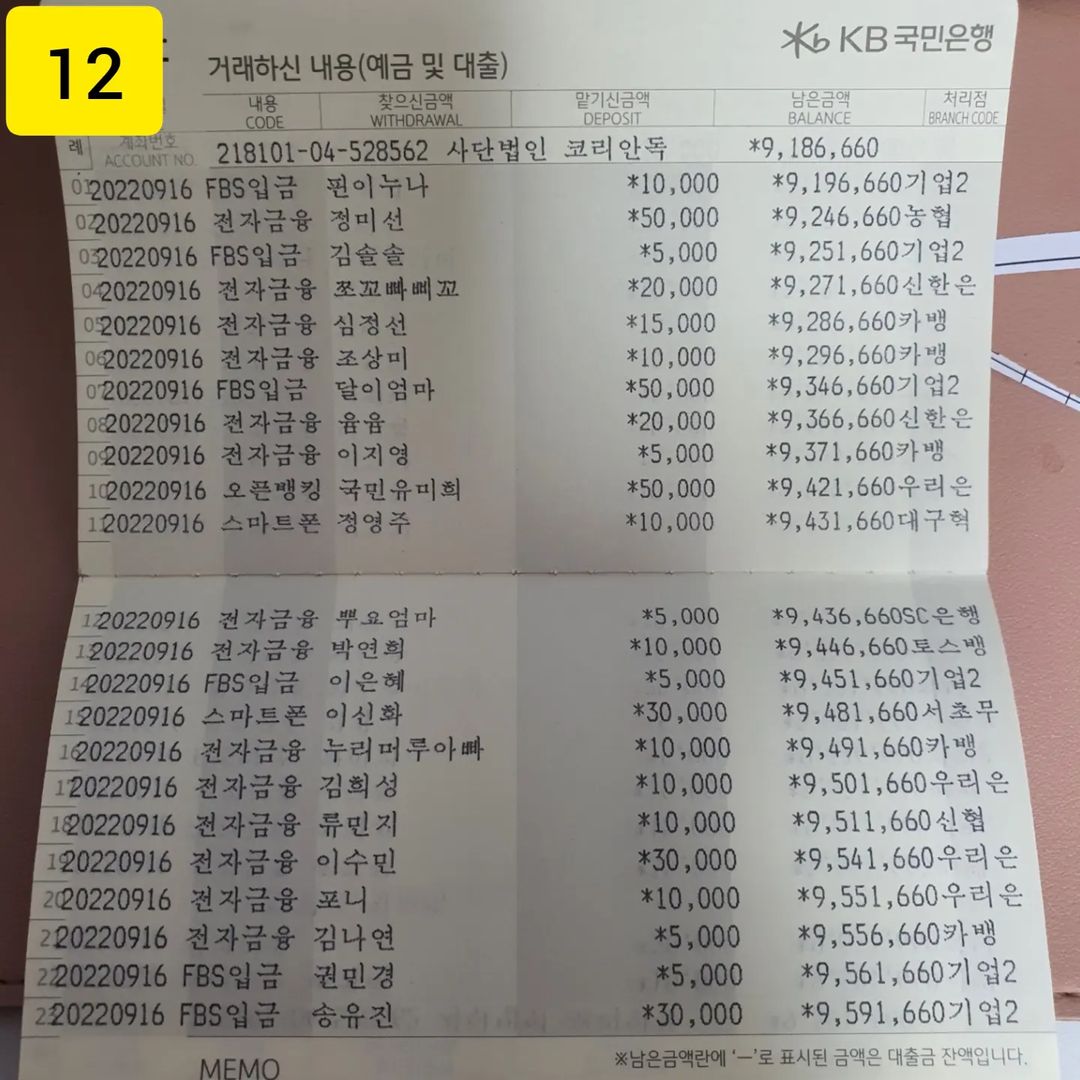 12
KB 국민은행
거래하신 내용(예금 및 대출)
내용 찾으신금액 맡기신금액 남은금액 처리점
CODE WITHDRAWAL DEPOSIT BALANCE BRANCH CODE
례 계좌번호
ACCOUNT NO. 218101-04-528562 사단법인 코리안독 *9,186,660
01 20220916 FBS입금 찐이누나 *10,000 *9,196,660기업2
02 20220916 전자금융 정미선 *50,000 *9,246,660농협
03 20220916 FBS입금 김솔솔 *5,000 *9,251,660기업2
04 20220916 전자금융 쪼꼬빠삐꼬 *20,000 *9,271,660신한은
05 20220916 전자금융 심정선 *15,000 *9,286,660카뱅
06 20220916 전자금융 조상미 *10,000 *9,296,660카뱅
07 20220916 FBS입금 달이엄마 *50,000 *9,346,660기업2
08 20220916 전자금융 윰윰 *20,000 *9,366,660신한은
09 20220916 전자금융 이지영 *5,000 *9,371,660카뱅
10 20220916 오픈뱅킹 국민유미희 *50,000 *9,421,660우리은
11 20220916 스마트폰 정영주 *10,000 *9,431,660대구혁
12 20220916 전자금융 뿌요엄마 *5,000 *9,436,660SC은행
13 20220916 전자금융 박연희 *10,000 *9,446,660토스뱅
14 20220916 FBS입금 이은혜 *5,000 *9,451,660기업2
15 20220916 스마트폰 이신화 *30,000 *9,481,660서초무
16 20220916 전자금융 누리머루아빠 *10,000 *9,491,660카뱅
17 20220916 전자금융 김희성 *10,000 *9,501,660우리은
18 20220916 전자금융 류민지 *10,000 *9,511,660신협
19 20220916 전자금융 이수민 *30,000 *9,541,660우리은
20 20220916 전자금융 포니 *10,000 *9,551,660우리은
21 20220916 전자금융 김나연 *5,000 *9,556,660카뱅
22 20220916 FBS입금 권민경 *5,000 *9,561,660기업2
23 20220916 FBS입금 송유진 *30,000 *9,591,660기업2
MEMO ※남은금액란에 '—'로 표시된 금액은 대출금 잔액입니다.